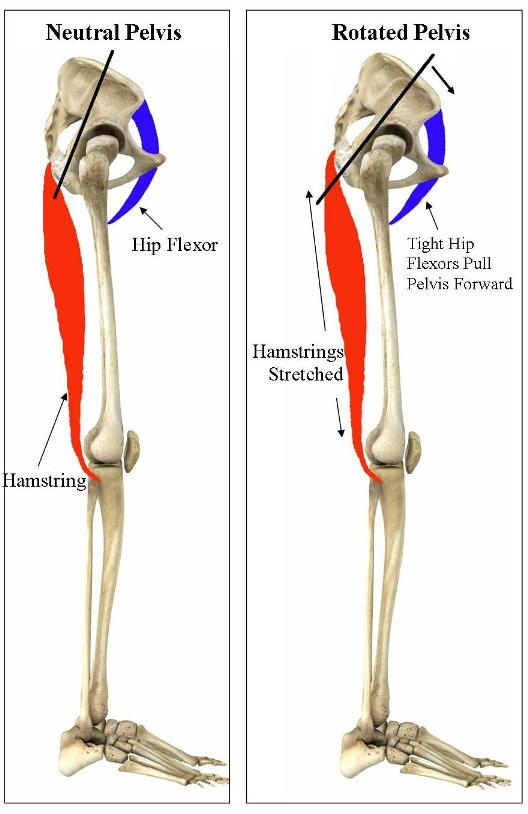 Neutral Pelvis
Hip Flexor
Hamstring
Rotated Pelvis
Tight Hip
Flexors Pull
Pelvis Forward
Hamstrings
Stretched